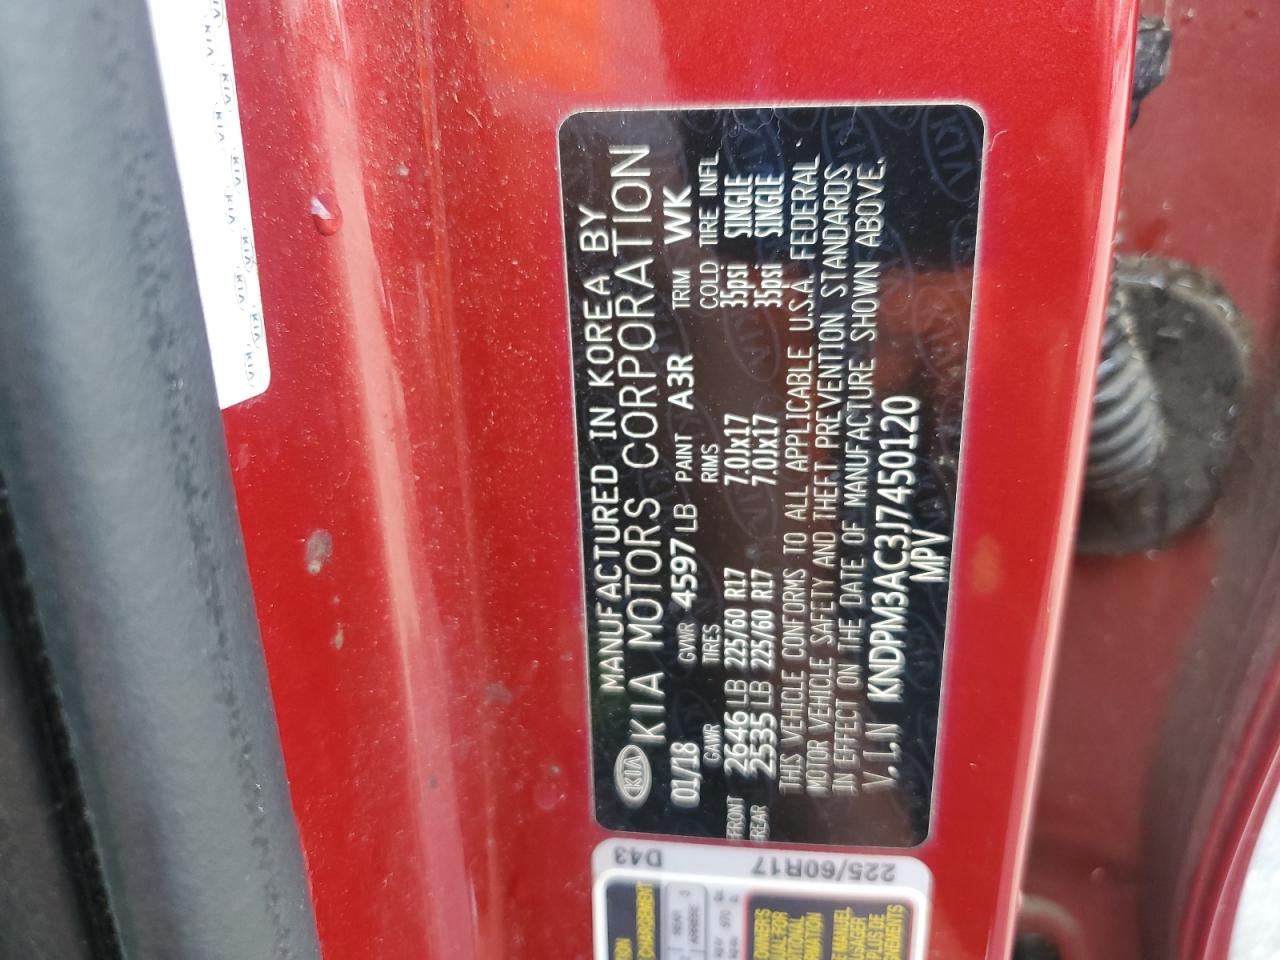 MANUFACTURED IN KOREA BY
KIA KIA MOTORS CORPORATION
01/18 GVWR 4597 LB PAINT A3R TRIM WK
GAWR TIRES RIMS COLD TIRE INFL.
FRONT 2646 LB 225/60 R17 7.0Jx17 35psi SINGLE
REAR 2535 LB 225/60 R17 7.0Jx17 35psi SINGLE
THIS VEHICLE CONFORMS TO ALL APPLICABLE U.S.A. FEDERAL
MOTOR VEHICLE SAFETY AND THEFT PREVENTION STANDARDS
IN EFFECT ON THE DATE OF MANUFACTURE SHOWN ABOVE.
V.I.N KNDPM3AC3J7450120
MPV
D43
225/60R17